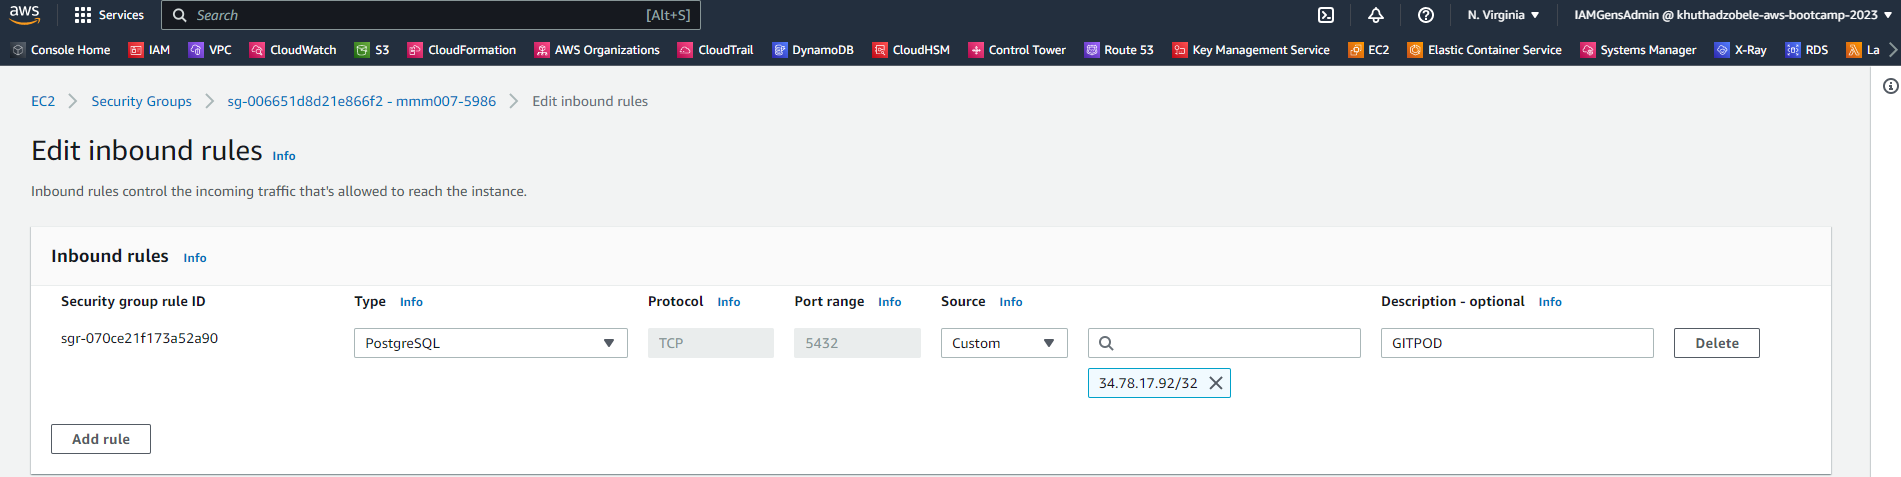 aws Services Search [Alt+S] N. Virginia IAMGensAdmin @ khuthadzobele-aws-bootcamp-2023
Console Home IAM VPC CloudWatch S3 CloudFormation AWS Organizations CloudTrail DynamoDB CloudHSM Control Tower Route 53 Key Management Service EC2 Elastic Container Service Systems Manager X-Ray RDS La
EC2 Security Groups sg-006651d8d21e866f2 - mmm007-5986 Edit inbound rules
Edit inbound rules Info
Inbound rules control the incoming traffic that's allowed to reach the instance.
Inbound rules Info
Security group rule ID Type Info Protocol Info Port range Info Source Info Description - optional Info
sgr-070ce21f173a52a90 PostgreSQL TCP 5432 Custom GITPOD Delete
34.78.17.92/32
Add rule